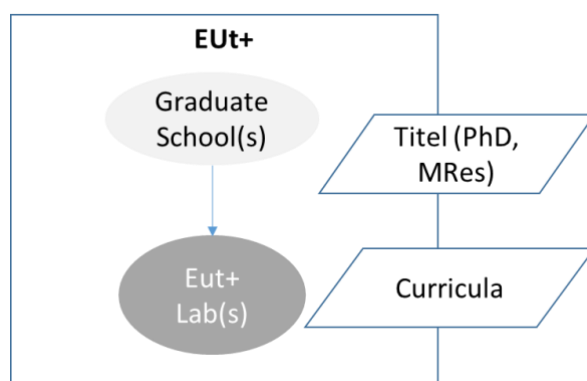 EUt+
Graduate
School(s)
Titel (PhD,
MRes)
Eut+
Lab(s)
Curricula